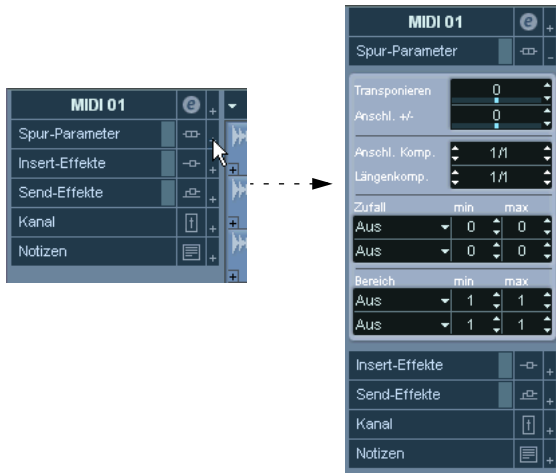 MIDI 01
Spur-Parameter
Insert-Effekte
Send-Effekte
Kanal
Notizen
MIDI 01
Spur-Parameter
Transponieren 0
Anschl. +/- 0
Anschl. Komp. 1/1
Längenkomp. 1/1
Zufall min max
Aus 0 0
Aus 0 0
Bereich min max
Aus 1 1
Aus 1 1
Insert-Effekte
Send-Effekte
Kanal
Notizen